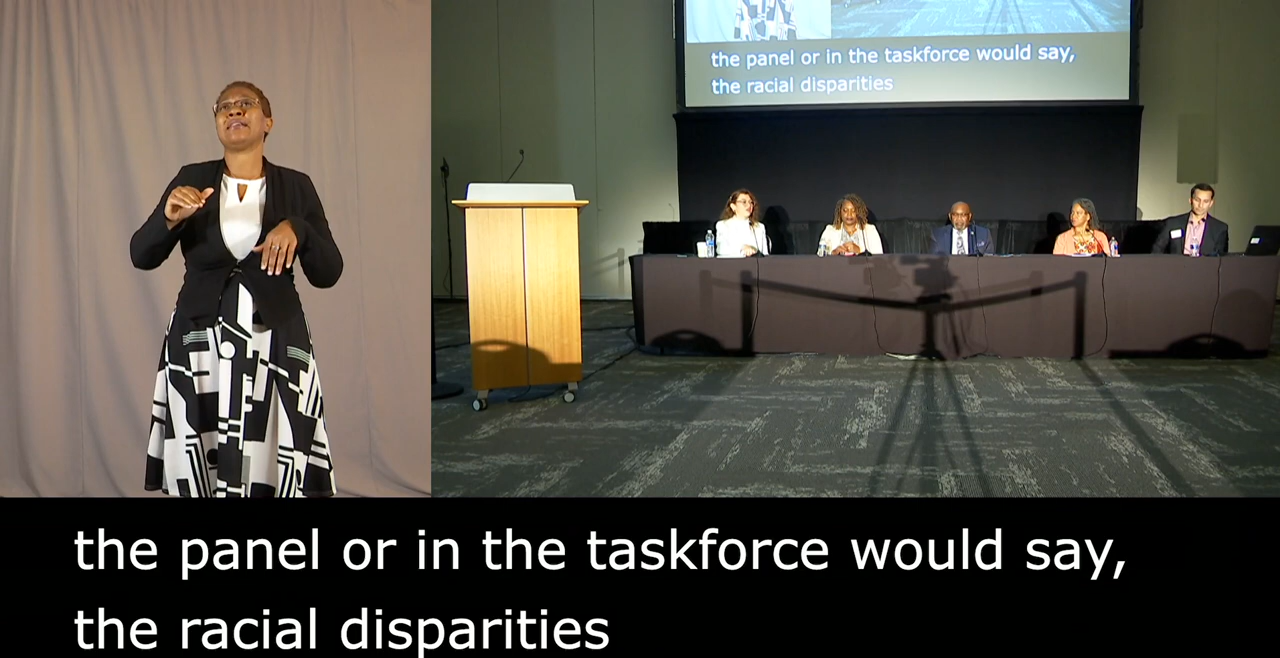 the panel or in the taskforce would say,
the racial disparities
the panel or in the taskforce would say,
the racial disparities